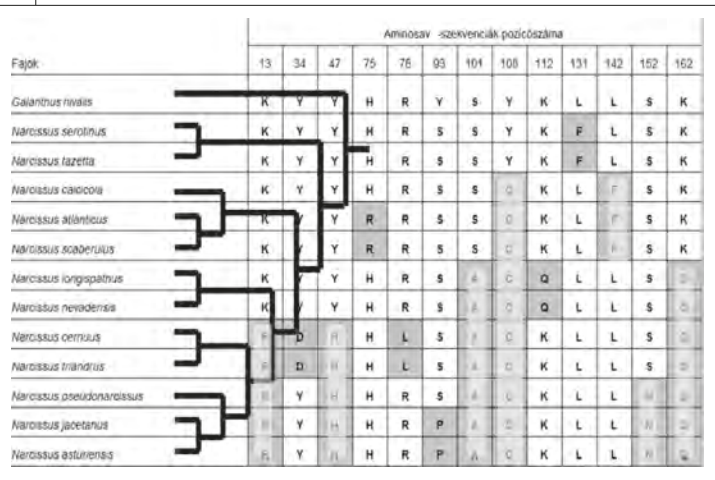 Aminosav -szekvenciák pozíciószáma
Fajok 13 34 47 75 78 93 101 108 112 131 142 152 162
Galanthus nivalis K Y Y H R Y S Y K L L S K
Narcissus serotinus K Y Y H R S S Y K F L S K
Narcissus tazetta K Y Y H R S S Y K F L S K
Narcissus calcicola K Y Y H R S S K L F S K
Narcissus atlanticus K Y Y R R S S K L F S K
Narcissus scaberulus K Y Y R R S S K L F S K
Narcissus longispathus K Y Y H R S A Q L L S
Narcissus nevadensis K Y Y H R S A Q L L S
Narcissus cernuus D H H L S A K L L S
Narcissus triandrus D H H L S A K L L S
Narcissus pseudonarcissus Y H H R S A K L L N
Narcissus jacetanus Y H H R P A K L L N
Narcissus asturiensis Y H H R P A K L L N